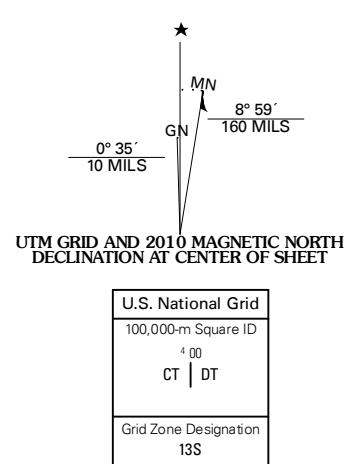 MN
GN
8° 59´
160 MILS
0° 35´
10 MILS
UTM GRID AND 2010 MAGNETIC NORTH
DECLINATION AT CENTER OF SHEET
U.S. National Grid
100,000-m Square ID
4 00
CT DT
Grid Zone Designation
13S